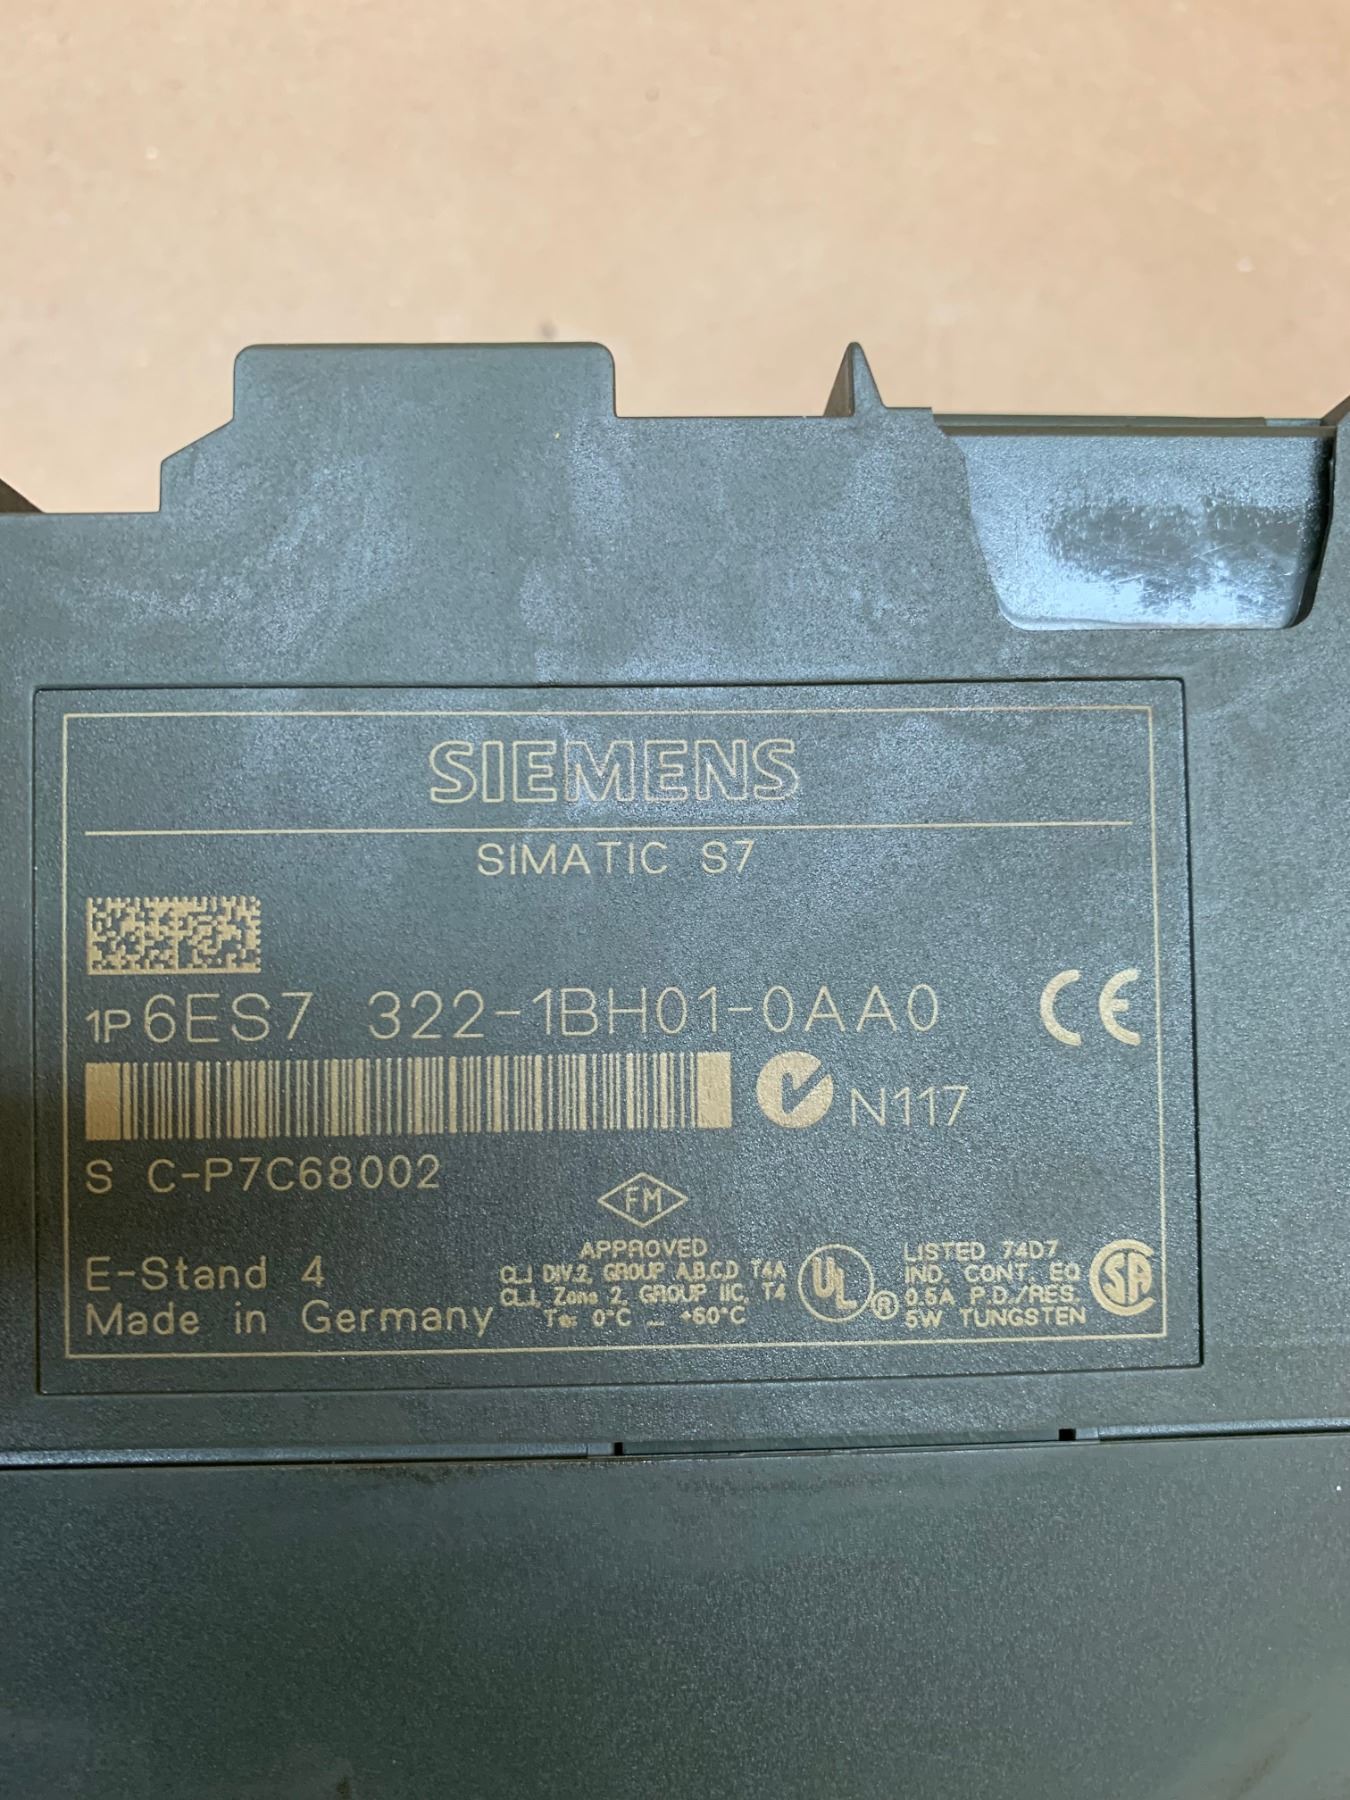 SIEMENS
SIMATIC S7
1P 6ES7 322-1BH01-0AA0
CE
N117
S C-P7C68002
FM
APPROVED
CL.I, DIV.2, GROUP A,B,C,D, T4A
CL.I, Zone 2, GROUP IIC, T4
Ta: 0°C _ +60°C
UL ®
LISTED 74D7
IND. CONT. EQ
0.5A P.D./RES.
5W TUNGSTEN
SA
E-Stand 4
Made in Germany